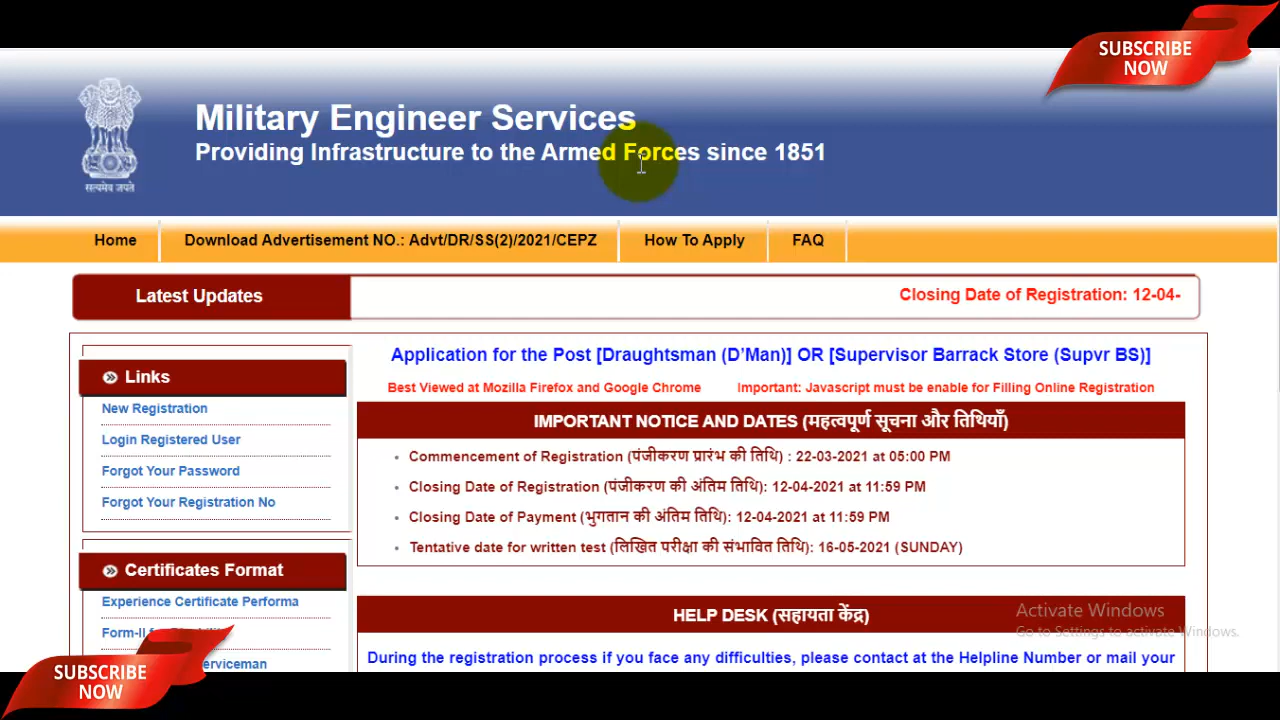 SUBSCRIBE
NOW
Military Engineer Services
Providing Infrastructure to the Armed Forces since 1851
सत्यमेव जयते
Home Download Advertisement NO.: Advt/DR/SS(2)/2021/CEPZ How To Apply FAQ
Latest Updates Closing Date of Registration: 12-04-
Application for the Post [Draughtsman (D’Man)] OR [Supervisor Barrack Store (Supvr BS)]
Best Viewed at Mozilla Firefox and Google Chrome Important: Javascript must be enable for Filling Online Registration
Links
New Registration
Login Registered User
Forgot Your Password
Forgot Your Registration No
IMPORTANT NOTICE AND DATES (महत्वपूर्ण सूचना और तिथियाँ)
Commencement of Registration (पंजीकरण प्रारंभ की तिथि) : 22-03-2021 at 05:00 PM
Closing Date of Registration (पंजीकरण की अंतिम तिथि): 12-04-2021 at 11:59 PM
Closing Date of Payment (भुगतान की अंतिम तिथि): 12-04-2021 at 11:59 PM
Tentative date for written test (लिखित परीक्षा की संभावित तिथि): 16-05-2021 (SUNDAY)
Certificates Format
Experience Certificate Performa
Form-II
serviceman
HELP DESK (सहायता केंद्र)
During the registration process if you face any difficulties, please contact at the Helpline Number or mail your
Activate Windows
Go to Settings to activate Windows.
SUBSCRIBE
NOW